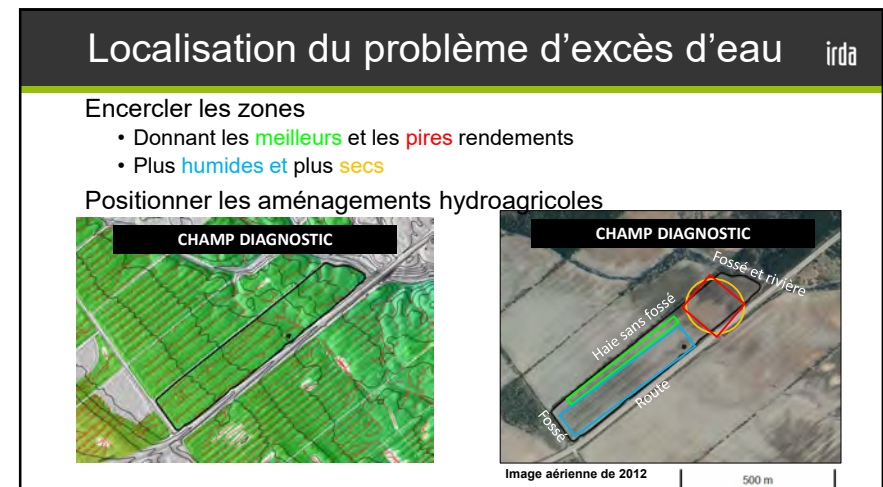 Localisation du problème d'excès d'eau
irda
Encercler les zones
• Donnant les meilleurs et les pires rendements
• Plus humides et plus secs
Positionner les aménagements hydroagricoles
CHAMP DIAGNOSTIC
CHAMP DIAGNOSTIC
Fossé et rivière
Haie sans fossé
Route
Fossé
Image aérienne de 2012
500 m